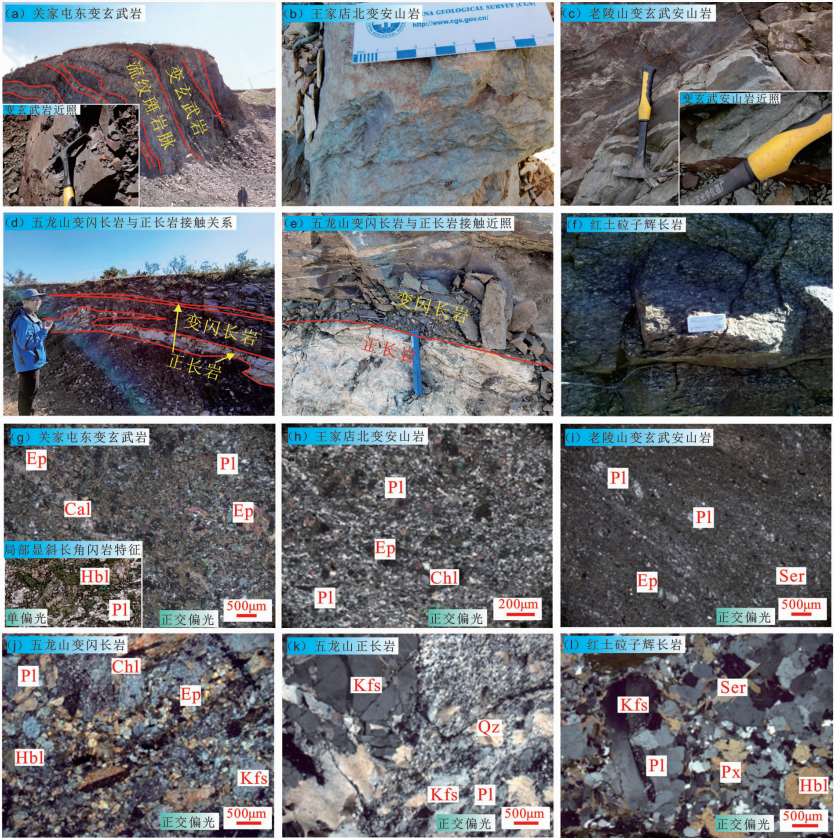 (a) 关家屯东变玄武岩
变玄武岩
流纹斑岩脉
变玄武岩近照
(b) 王家店北变安山岩
NA GEOLOGICAL SURVEY (CGS)
http://www.cgs.gov.cn/
(c) 老陵山变玄武安山岩
变玄武安山岩近照
(d) 五龙山变闪长岩与正长岩接触关系
变闪长岩
正长岩
(e) 五龙山变闪长岩与正长岩接触近照
变闪长岩
正长岩
(f) 红土砬子辉长岩
(g) 关家屯东变玄武岩
Ep
Pl
Cal
Ep
局部显斜长角闪岩特征
Hbl
Pl
单偏光
正交偏光
500μm
(h) 王家店北变安山岩
Pl
Ep
Chl
Pl
正交偏光
200μm
(i) 老陵山变玄武安山岩
Pl
Pl
Ep
Ser
正交偏光
500μm
(j) 五龙山变闪长岩
Chl
Pl
Ep
Hbl
Kfs
正交偏光
500μm
(k) 五龙山正长岩
Kfs
Qz
Kfs
Pl
正交偏光
500μm
(l) 红土砬子辉长岩
Ser
Kfs
Pl
Px
Hbl
正交偏光
500μm